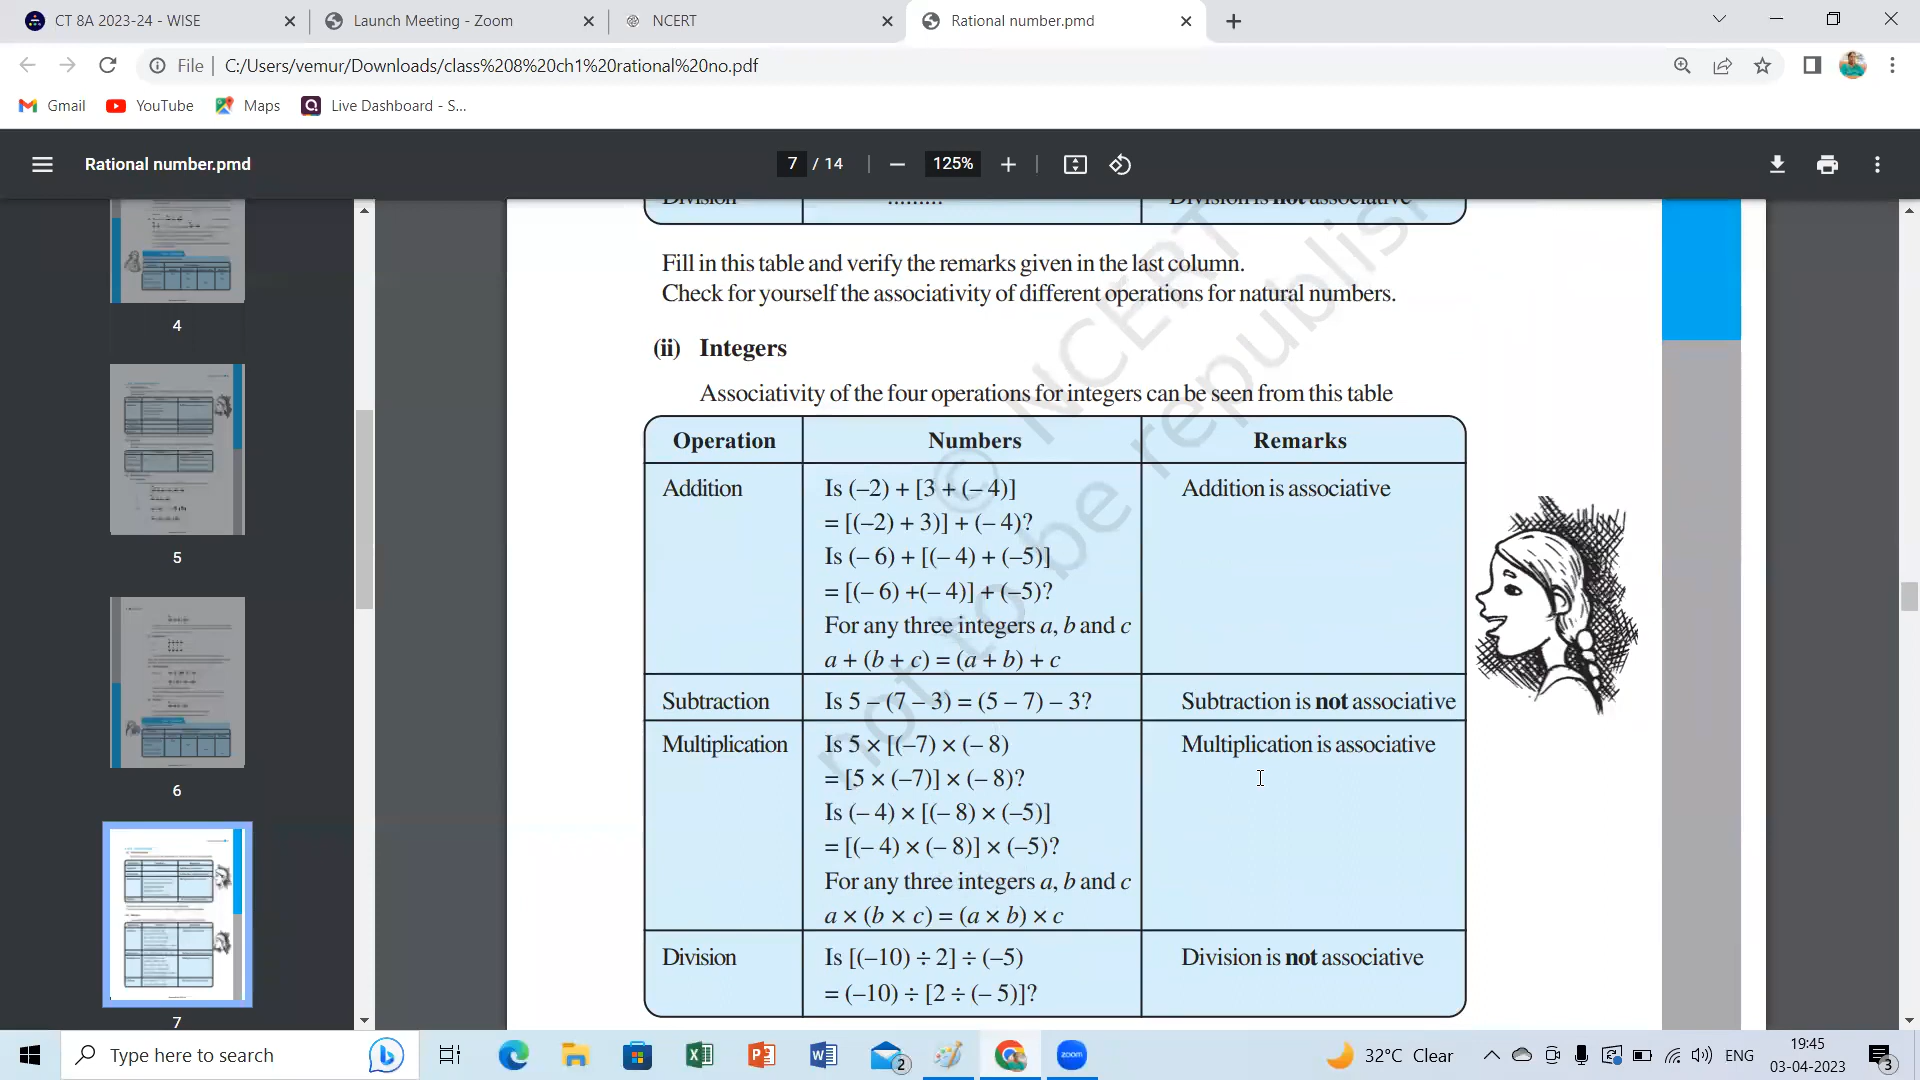 CT 8A 2023-24 - WISE
Launch Meeting - Zoom
NCERT
Rational number.pmd
File
C:/Users/vemur/Downloads/class%208%20ch1%20rational%20no.pdf
Gmail
YouTube
Maps
Live Dashboard - S...
Rational number.pmd
7 / 14
125%
4
5
6
7
Division
.........
Division is not associative
Fill in this table and verify the remarks given in the last column.
Check for yourself the associativity of different operations for natural numbers.
(ii) Integers
Associativity of the four operations for integers can be seen from this table
Operation Numbers Remarks
Addition
Is (–2) + [3 + (– 4)]
= [(–2) + 3)] + (– 4)?
Is (– 6) + [(– 4) + (–5)]
= [(– 6) +(– 4)] + (–5)?
For any three integers a, b and c
a + (b + c) = (a + b) + c
Addition is associative
Subtraction
Is 5 – (7 – 3) = (5 – 7) – 3?
Subtraction is not associative
Multiplication
Is 5 × [(–7) × (– 8)
= [5 × (–7)] × (– 8)?
Is (– 4) × [(– 8) × (–5)]
= [(– 4) × (– 8)] × (–5)?
For any three integers a, b and c
a × (b × c) = (a × b) × c
Multiplication is associative
Division
Is [(–10) ÷ 2] ÷ (–5)
= (–10) ÷ [2 ÷ (– 5)]?
Division is not associative
© NCERT
not to be republis
Type here to search
2
zoom
32°C Clear
ENG
19:45
03-04-2023
3